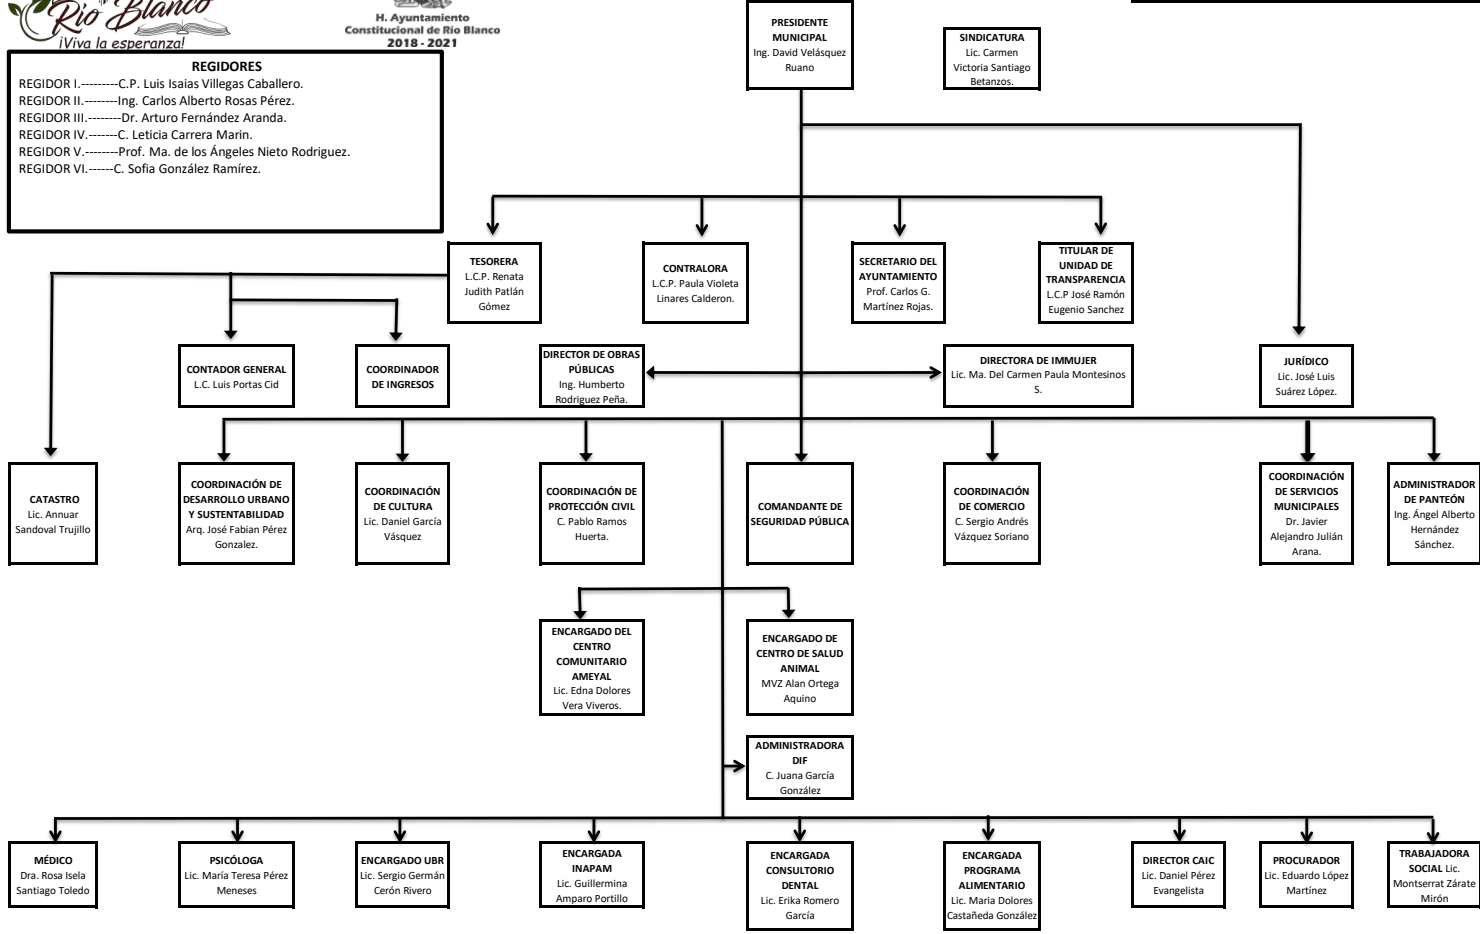 Río Blanco
¡Viva la esperanza!
H. Ayuntamiento
Constitucional de Río Blanco
2018 - 2021
REGIDORES
REGIDOR I.---------C.P. Luis Isaias Villegas Caballero.
REGIDOR II.--------Ing. Carlos Alberto Rosas Pérez.
REGIDOR III.-------Dr. Arturo Fernández Aranda.
REGIDOR IV.-------C. Leticia Carrera Marin.
REGIDOR V.--------Prof. Ma. de los Ángeles Nieto Rodriguez.
REGIDOR VI.------C. Sofia González Ramírez.
PRESIDENTE
MUNICIPAL
Ing. David Velásquez
Ruano
SINDICATURA
Lic. Carmen
Victoria Santiago
Betanzos.
TESORERA
L.C.P. Renata
Judith Patlán
Gómez
CONTRALORA
L.C.P. Paula Violeta
Linares Calderon.
SECRETARIO DEL
AYUNTAMIENTO
Prof. Carlos G.
Martínez Rojas.
TITULAR DE
UNIDAD DE
TRANSPARENCIA
L.C.P José Ramón
Eugenio Sanchez
CONTADOR GENERAL
L.C. Luis Portas Cid
COORDINADOR
DE INGRESOS
DIRECTOR DE OBRAS
PÚBLICAS
Ing. Humberto
Rodriguez Peña.
DIRECTORA DE IMMUJER
Lic. Ma. Del Carmen Paula Montesinos
S.
JURÍDICO
Lic. José Luis
Suárez López.
CATASTRO
Lic. Annuar
Sandoval Trujillo
COORDINACIÓN DE
DESARROLLO URBANO
Y SUSTENTABILIDAD
Arq. José Fabian Pérez
Gonzalez.
COORDINACIÓN
DE CULTURA
Lic. Daniel García
Vásquez
COORDINACIÓN DE
PROTECCIÓN CIVIL
C. Pablo Ramos
Huerta.
COMANDANTE DE
SEGURIDAD PÚBLICA
COORDINACIÓN
DE COMERCIO
C. Sergio Andrés
Vázquez Soriano
COORDINACIÓN
DE SERVICIOS
MUNICIPALES
Dr. Javier
Alejandro Julián
Arana.
ADMINISTRADOR
DE PANTEÓN
Ing. Ángel Alberto
Hernández
Sánchez.
ENCARGADO DEL
CENTRO
COMUNITARIO
AMEYAL
Lic. Edna Dolores
Vera Viveros.
ENCARGADO DE
CENTRO DE SALUD
ANIMAL
MVZ Alan Ortega
Aquino
ADMINISTRADORA
DIF
C. Juana García
González
MÉDICO
Dra. Rosa Isela
Santiago Toledo
PSICÓLOGA
Lic. María Teresa Pérez
Meneses
ENCARGADO UBR
Lic. Sergio Germán
Cerón Rivero
ENCARGADA
INAPAM
Lic. Guillermina
Amparo Portillo
ENCARGADA
CONSULTORIO
DENTAL
Lic. Erika Romero
García
ENCARGADA
PROGRAMA
ALIMENTARIO
Lic. Maria Dolores
Castañeda González
DIRECTOR CAIC
Lic. Daniel Pérez
Evangelista
PROCURADOR
Lic. Eduardo López
Martínez
TRABAJADORA
SOCIAL Lic.
Montserrat Zárate
Mirón